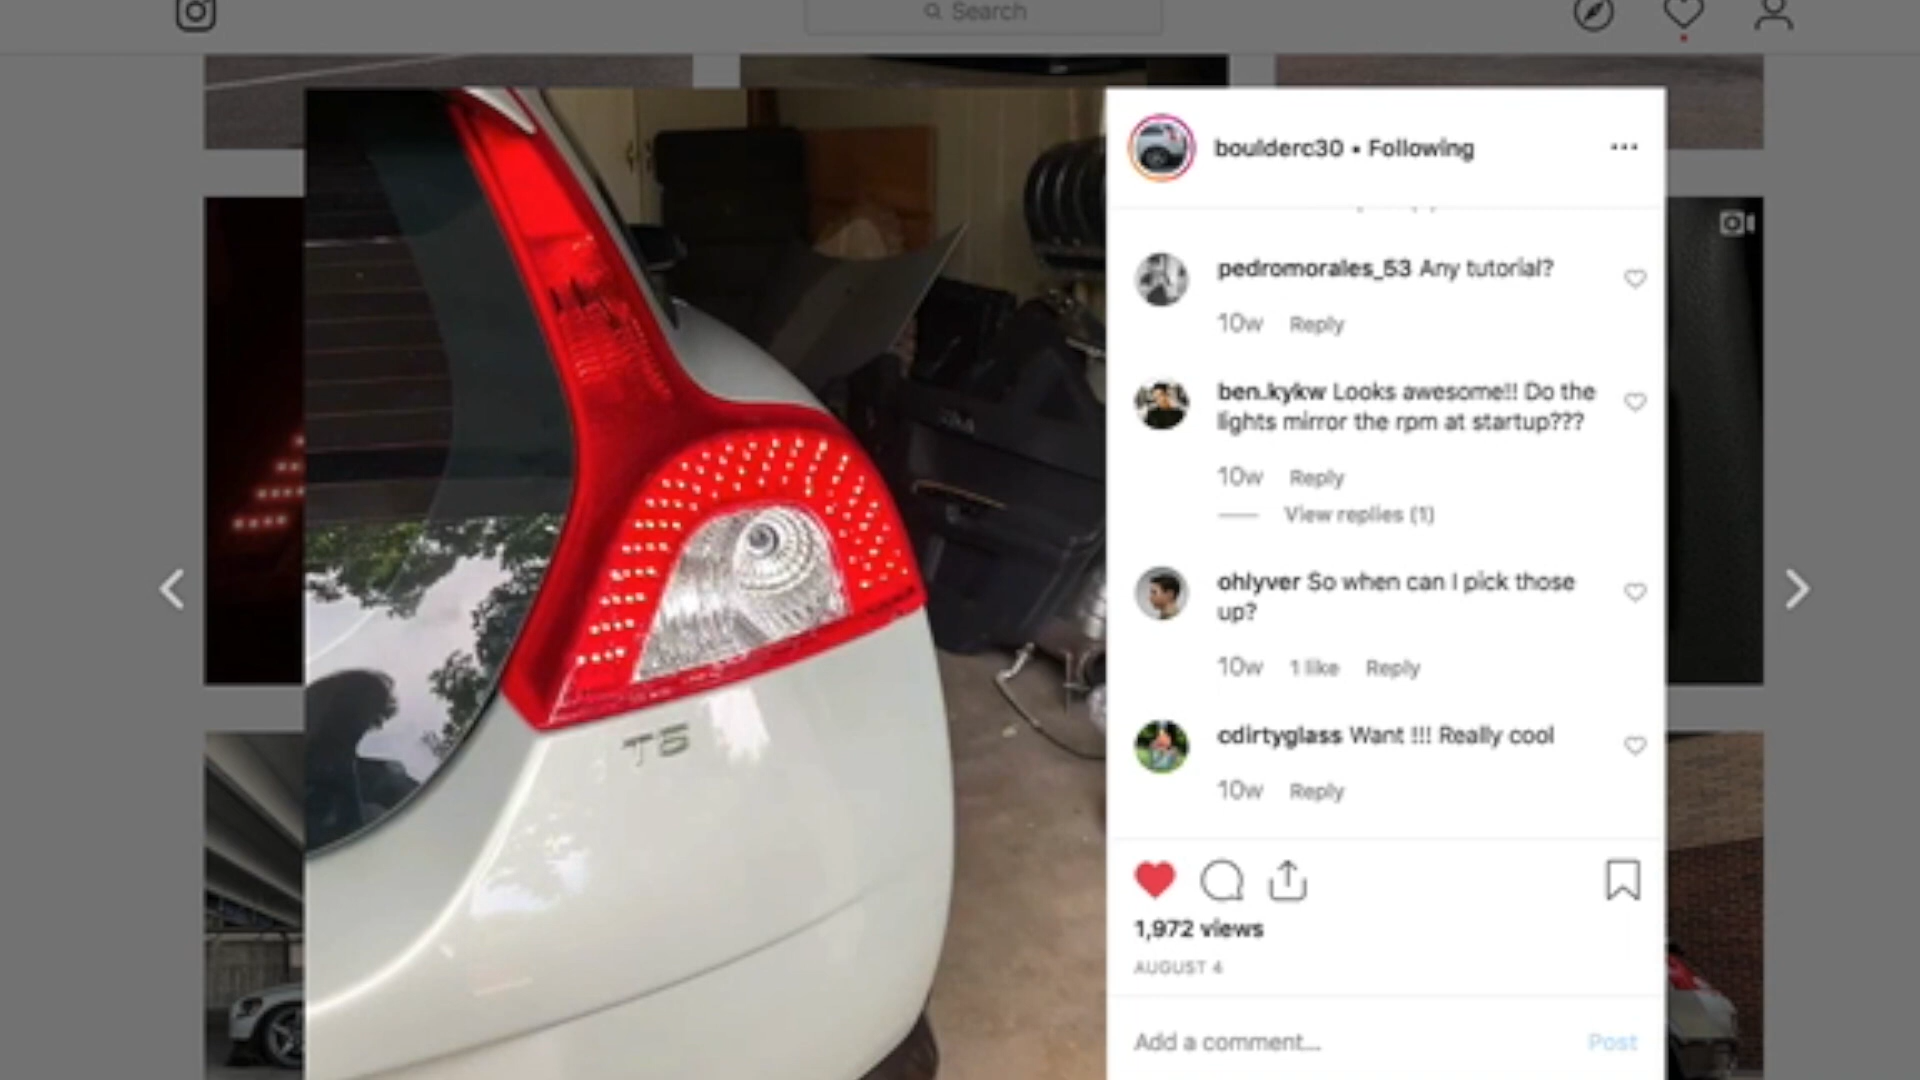 Search
boulderc30 • Following
pedromorales_53 Any tutorial?
10w Reply
ben.kykw Looks awesome!! Do the
lights mirror the rpm at startup???
10w Reply
View replies (1)
ohlyver So when can I pick those
up?
10w 1 like Reply
cdirtyglass Want !!! Really cool
10w Reply
1,972 views
AUGUST 4
Add a comment... Post
T5